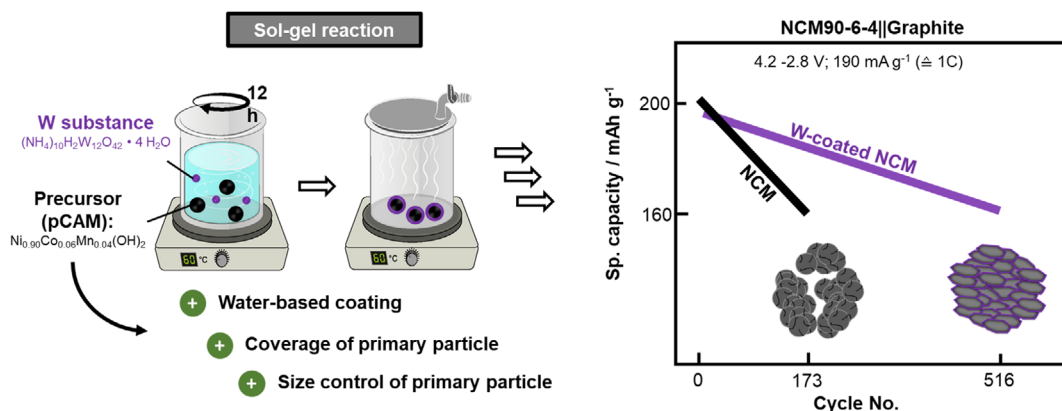 Sol-gel reaction
12
h
W substance
(NH₄)₁₀H₂W₁₂O₄₂ • 4 H₂O
Precursor
(pCAM):
Ni₀.₉₀Co₀.₀₆Mn₀.₀₄(OH)₂
60 °C
60 °C
+ Water-based coating
+ Coverage of primary particle
+ Size control of primary particle
NCM90-6-4||Graphite
4.2 -2.8 V; 190 mA g⁻¹ (≙ 1C)
Sp. capacity / mAh g⁻¹
200
160
W-coated NCM
NCM
0
173
516
Cycle No.